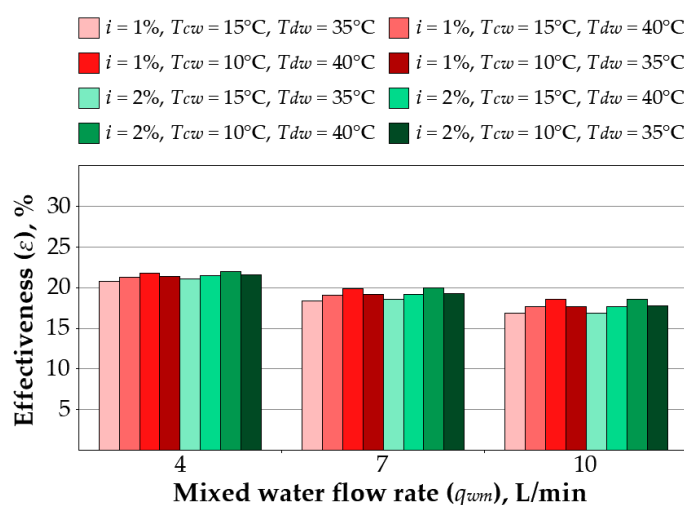 i = 1%, Tcw = 15°C, Tdw = 35°C i = 1%, Tcw = 15°C, Tdw = 40°C
i = 1%, Tcw = 10°C, Tdw = 40°C i = 1%, Tcw = 10°C, Tdw = 35°C
i = 2%, Tcw = 15°C, Tdw = 35°C i = 2%, Tcw = 15°C, Tdw = 40°C
i = 2%, Tcw = 10°C, Tdw = 40°C i = 2%, Tcw = 10°C, Tdw = 35°C
Effectiveness (ε), %
30
25
20
15
10
5
4 7 10
Mixed water flow rate (qwm), L/min